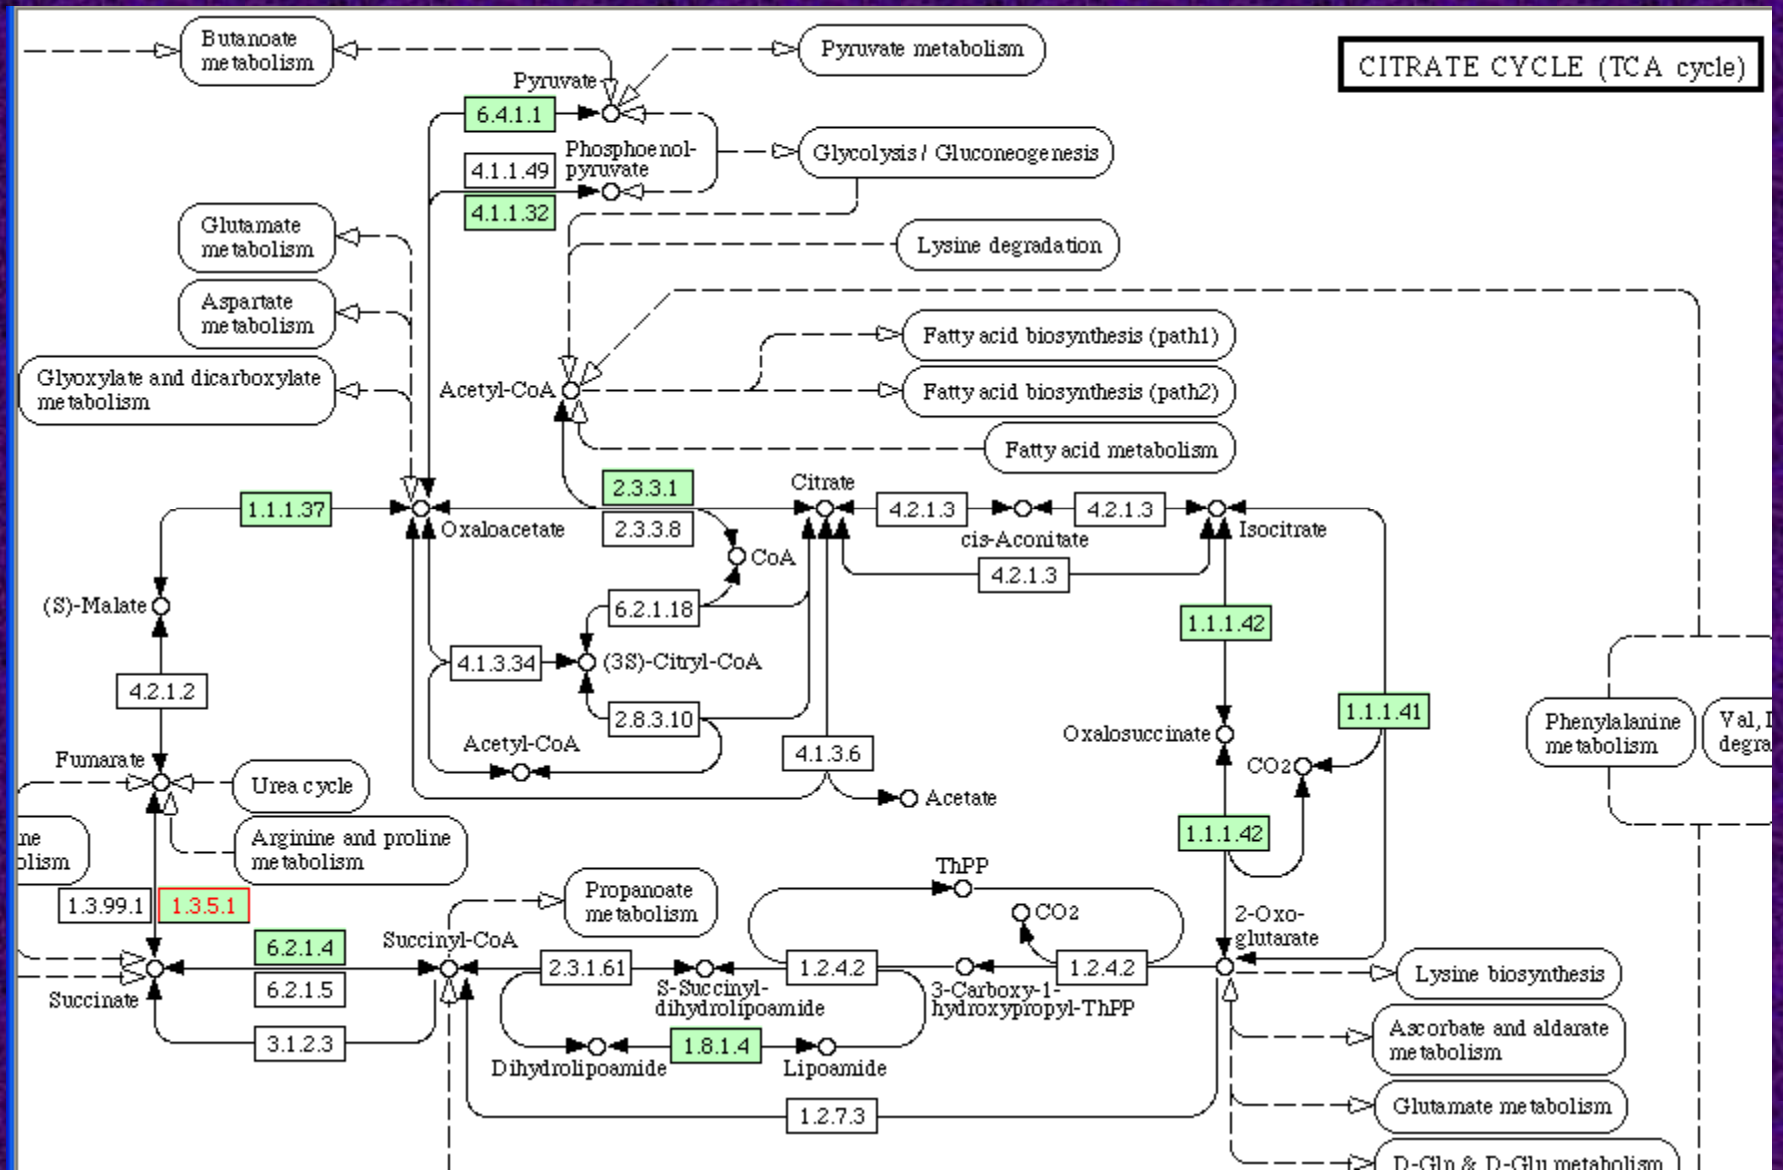 Butanoate
metabolism
Pyruvate metabolism
CITRATE CYCLE (TCA cycle)
Pyruvate
6.4.1.1
Phosphoenol-
pyruvate
4.1.1.49
4.1.1.32
Glycolysis / Gluconeogenesis
Glutamate
metabolism
Lysine degradation
Aspartate
metabolism
Fatty acid biosynthesis (path1)
Glyoxylate and dicarboxylate
metabolism
Acetyl-CoA
Fatty acid biosynthesis (path2)
Fatty acid metabolism
1.1.1.37
Oxaloacetate
2.3.3.1
2.3.3.8
Citrate
4.2.1.3
cis-Aconitate
4.2.1.3
Isocitrate
CoA
4.2.1.3
(S)-Malate
6.2.1.18
1.1.1.42
4.1.3.34
(3S)-Citryl-CoA
4.2.1.2
2.8.3.10
1.1.1.41
Acetyl-CoA
4.1.3.6
Oxalosuccinate
Phenylalanine
metabolism
Val,
degra
Fumarate
CO2
Urea cycle
Acetate
ne
olism
Arginine and proline
metabolism
1.1.1.42
ThPP
Propanoate
metabolism
1.3.99.1
1.3.5.1
CO2
2-Oxo-
glutarate
6.2.1.4
Succinyl-CoA
2.3.1.61
1.2.4.2
1.2.4.2
Lysine biosynthesis
Succinate
6.2.1.5
S-Succinyl-
dihydrolipoamide
3-Carboxy-1-
hydroxypropyl-ThPP
3.1.2.3
Dihydrolipoamide
1.8.1.4
Lipoamide
Ascorbate and aldarate
metabolism
1.2.7.3
Glutamate metabolism
D-Gln & D-Glu metabolism